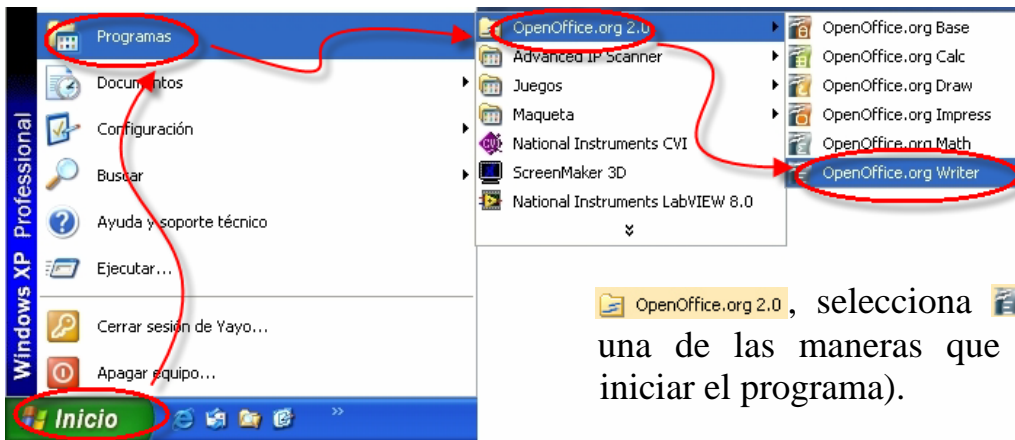 Windows XP Professional
Programas
Documentos
Configuración
Buscar
Ayuda y soporte técnico
Ejecutar...
Cerrar sesión de Yayo...
Apagar equipo...
Inicio
OpenOffice.org 2.0
Advanced IP Scanner
Juegos
Maqueta
National Instruments CVI
ScreenMaker 3D
National Instruments LabVIEW 8.0
OpenOffice.org Base
OpenOffice.org Calc
OpenOffice.org Draw
OpenOffice.org Impress
OpenOffice.org Math
OpenOffice.org Writer
OpenOffice.org 2.0, selecciona
una de las maneras que
iniciar el programa).